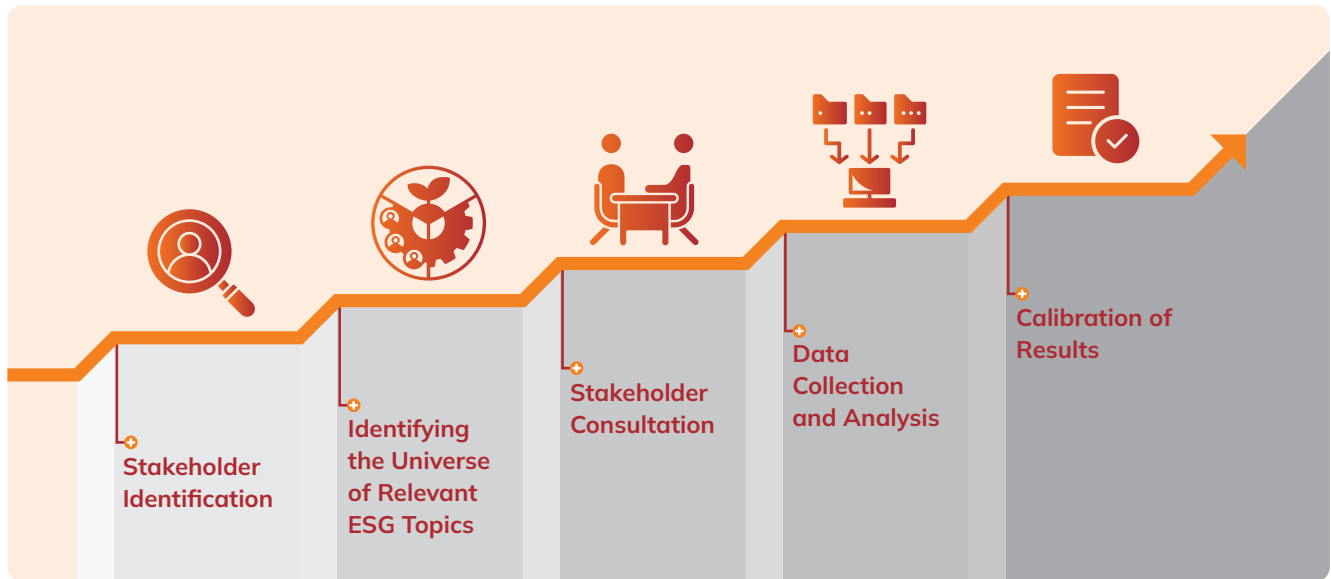 Stakeholder
Identification
Identifying
the Universe
of Relevant
ESG Topics
Stakeholder
Consultation
Data
Collection
and Analysis
Calibration of
Results